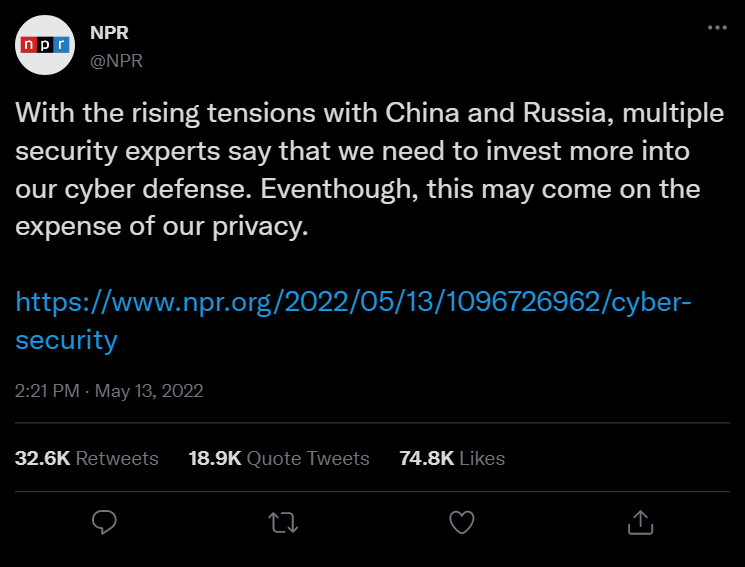 npr
NPR
@NPR
With the rising tensions with China and Russia, multiple
security experts say that we need to invest more into
our cyber defense. Eventhough, this may come on the
expense of our privacy.
https://www.npr.org/2022/05/13/1096726962/cyber-
security
2:21 PM · May 13, 2022
32.6K Retweets 18.9K Quote Tweets 74.8K Likes